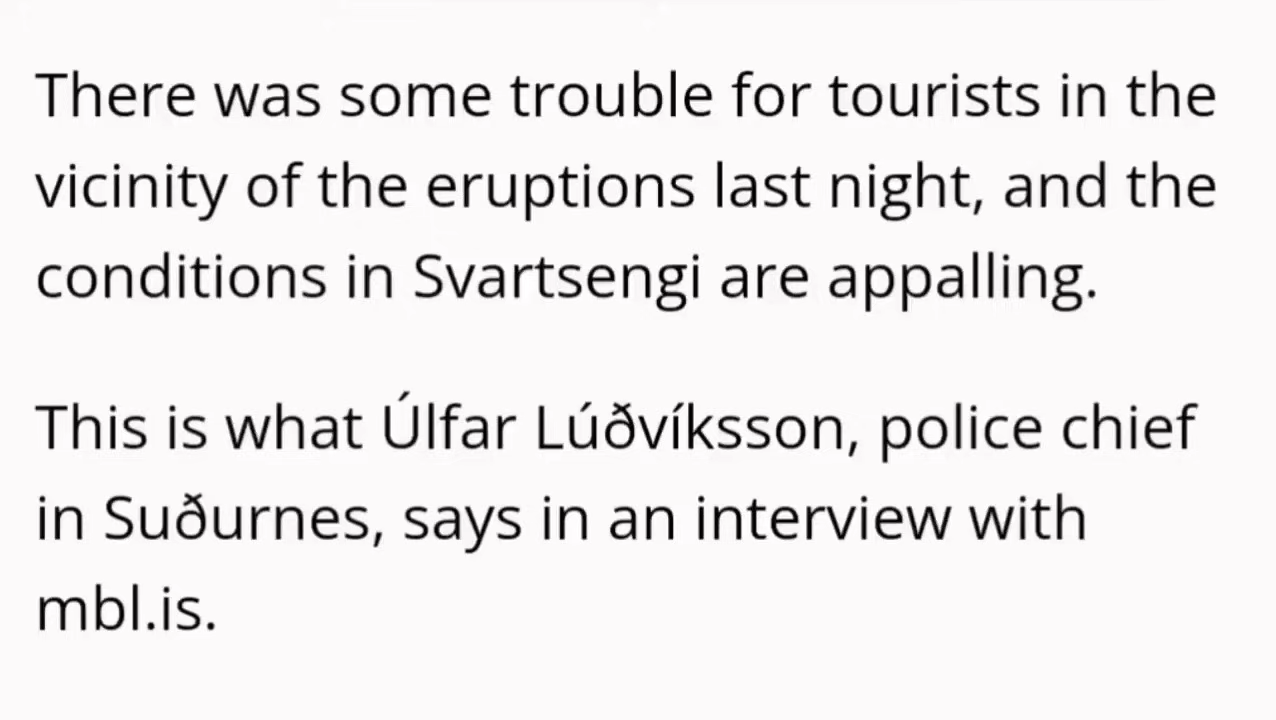 There was some trouble for tourists in the
vicinity of the eruptions last night, and the
conditions in Svartsengi are appalling.
This is what Úlfar Lúðvíksson, police chief
in Suðurnes, says in an interview with
mbl.is.